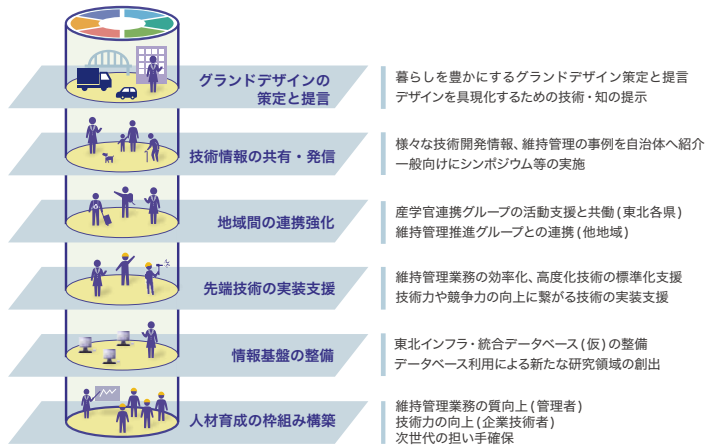 グランドデザインの
策定と提言
暮らしを豊かにするグランドデザイン策定と提言
デザインを具現化するための技術・知の提示
技術情報の共有・発信
様々な技術開発情報、維持管理の事例を自治体へ紹介
一般向けにシンポジウム等の実施
地域間の連携強化
産学官連携グループの活動支援と共働(東北各県)
維持管理推進グループとの連携(他地域)
先端技術の実装支援
維持管理業務の効率化、高度化技術の標準化支援
技術力や競争力の向上に繋がる技術の実装支援
情報基盤の整備
東北インフラ・統合データベース(仮)の整備
データベース利用による新たな研究領域の創出
人材育成の枠組み構築
維持管理業務の質向上(管理者)
技術力の向上(企業技術者)
次世代の担い手確保